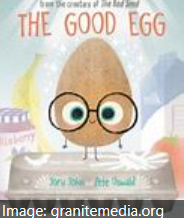 from the creators of The Bad Seed
THE GOOD EGG
Jory John Pete Oswald
Image: granitemedia.org